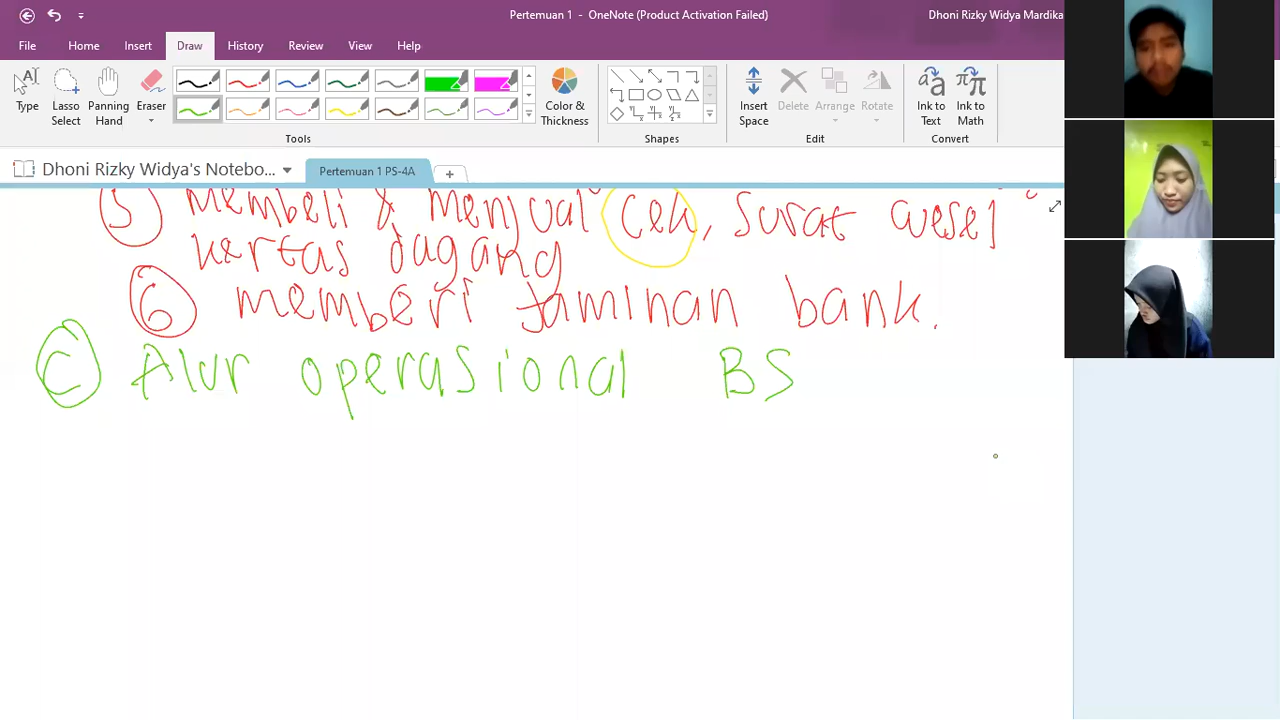 Pertemuan 1 - OneNote (Product Activation Failed)
Dhoni Rizky Widya Mardika
File Home Insert Draw History Review View Help
Type
Lasso Select
Panning Hand
Eraser
Color & Thickness
Insert Space
Delete
Arrange
Rotate
Ink to Text
Ink to Math
Tools
Shapes
Edit
Convert
Dhoni Rizky Widya's Notebo...
Pertemuan 1 PS-4A
5 membeli & menjual cek, surat wesel
kertas dagang
6 memberi jaminan bank.
C Alur operasional BS